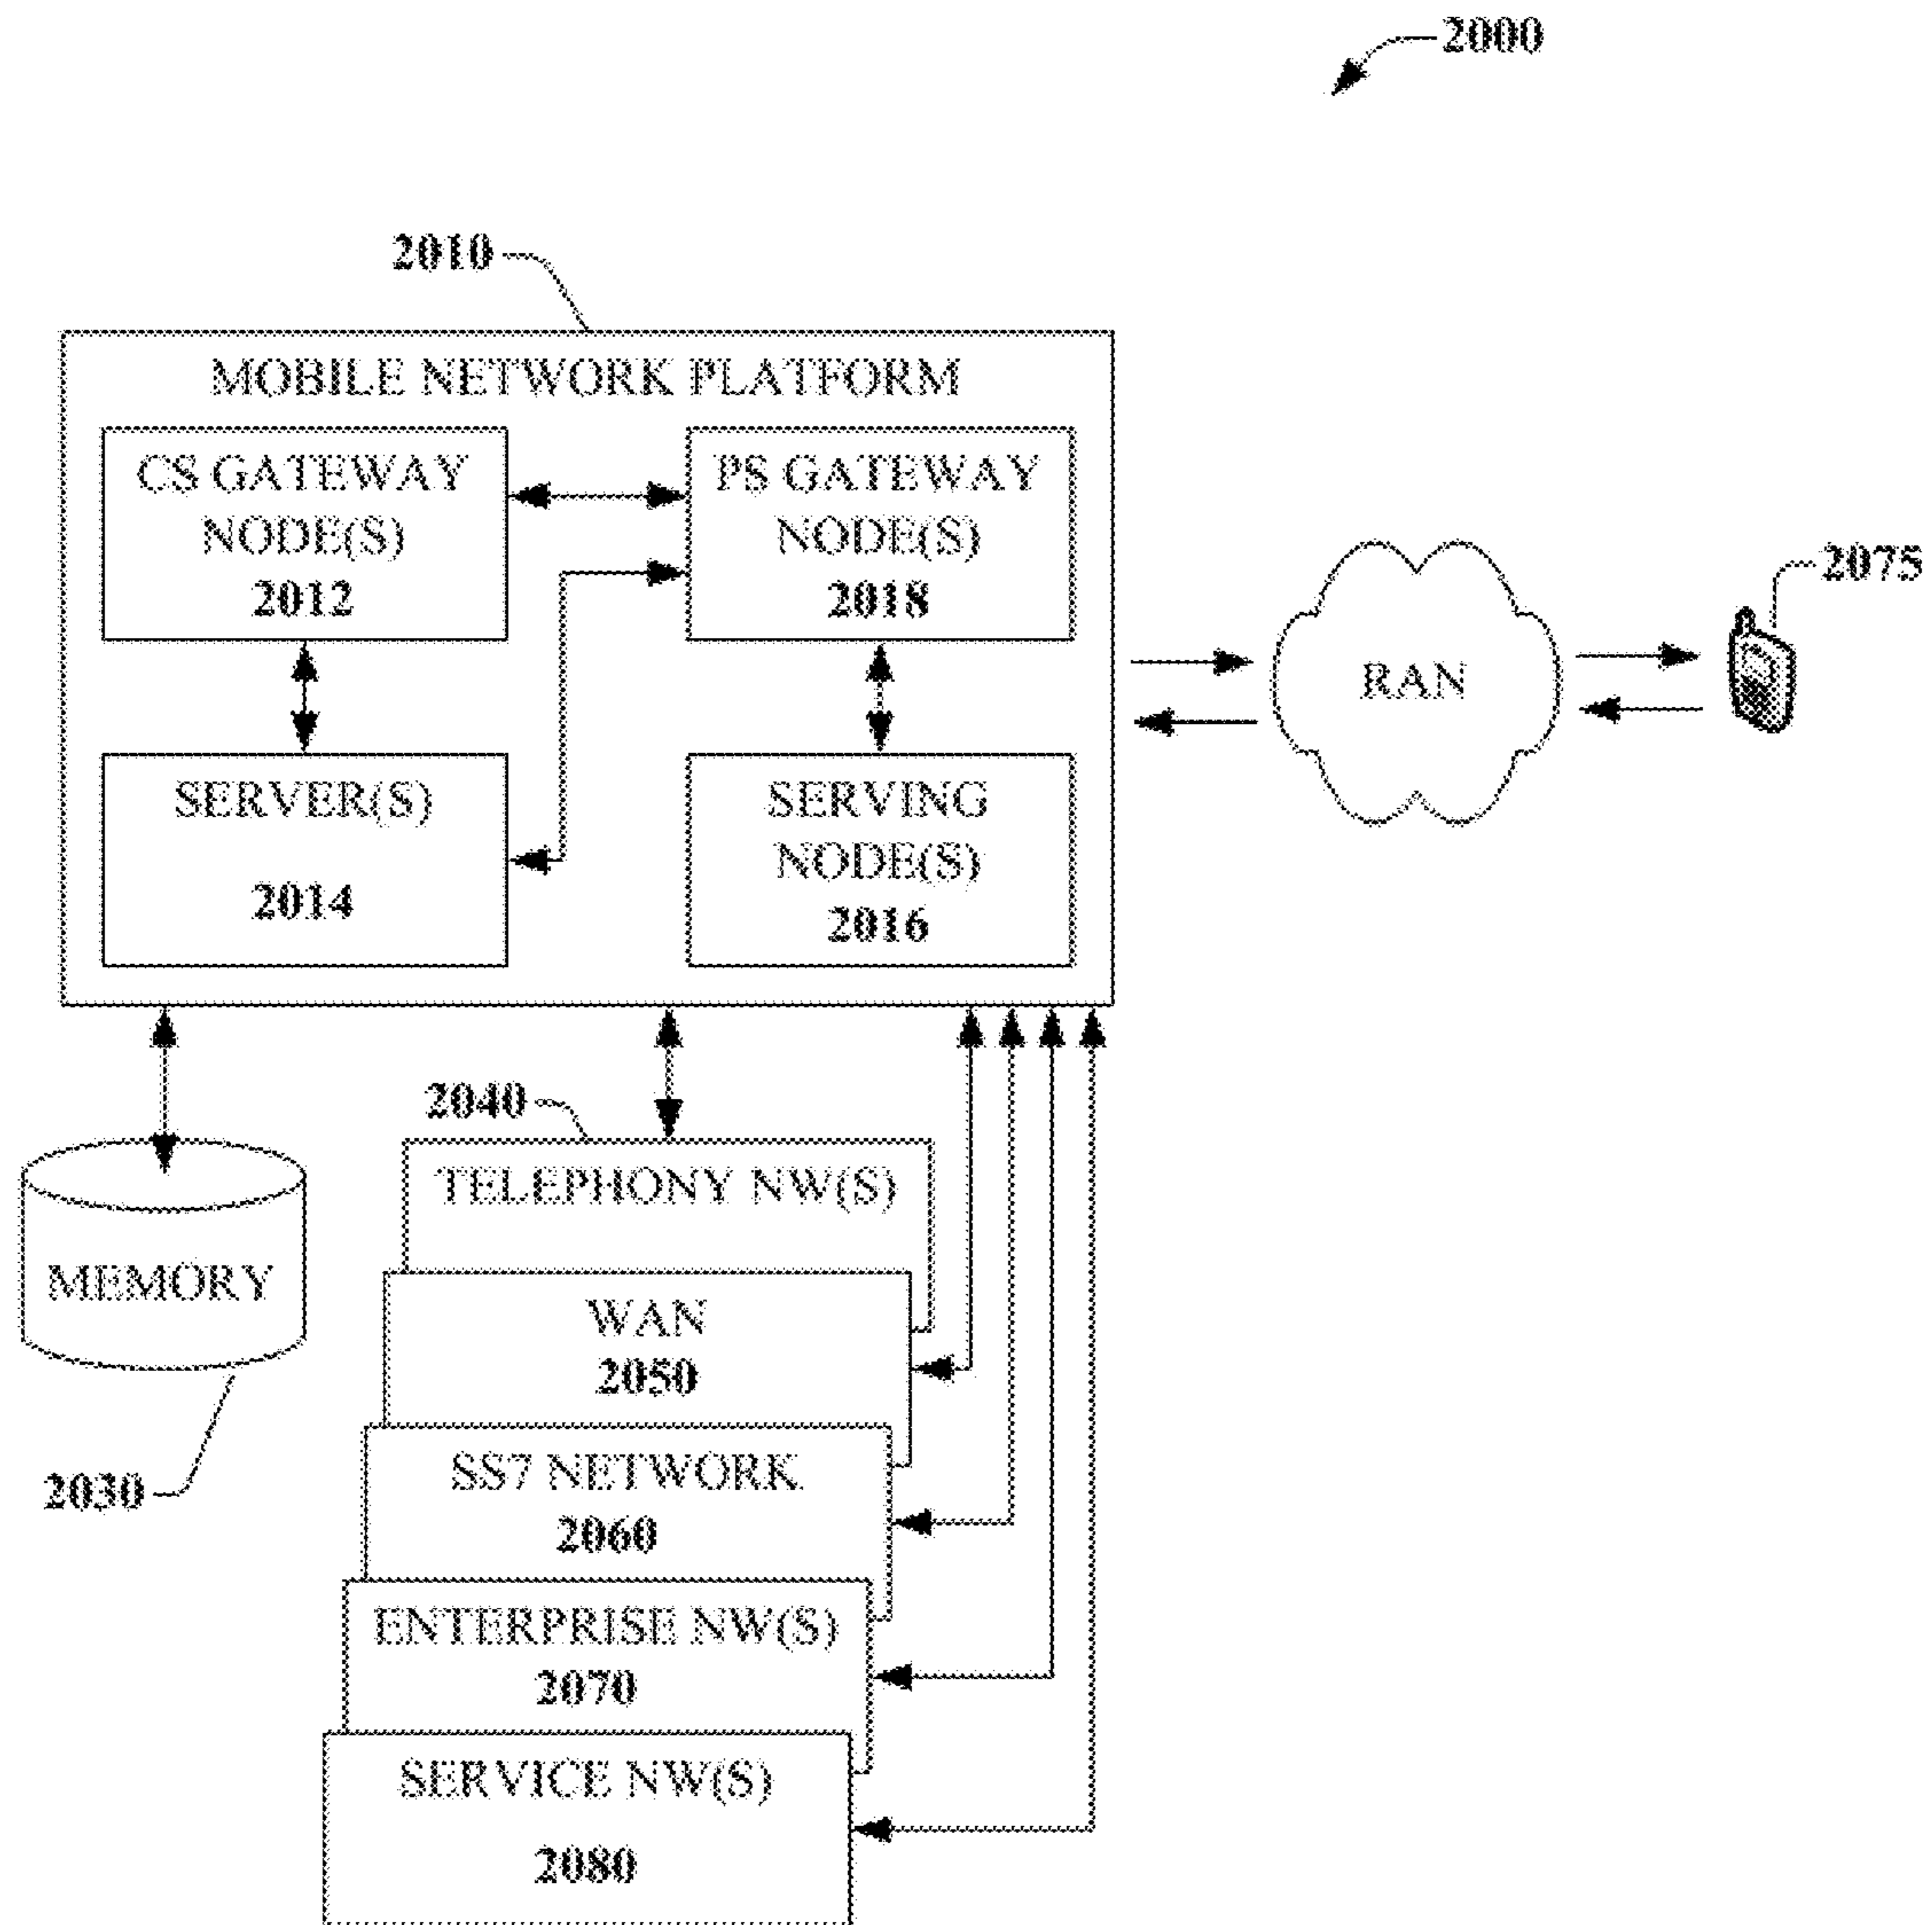 2000
2010
MOBILE NETWORK PLATFORM
CS GATEWAY
NODE(S)
2012
PS GATEWAY
NODE(S)
2018
SERVER(S)
2014
SERVING
NODE(S)
2016
RAN
2075
2040
TELEPHONY NW(S)
MEMORY
2030
WAN
2050
SS7 NETWORK
2060
ENTERPRISE NW(S)
2070
SERVICE NW(S)
2080